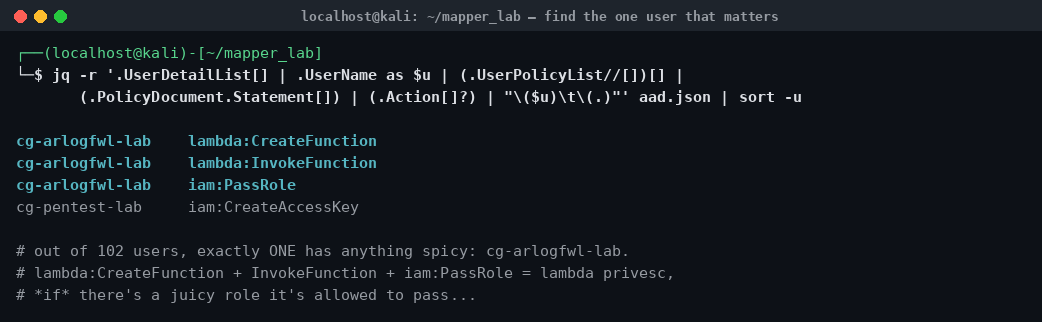 localhost@kali: ~/mapper_lab — find the one user that matters
┌──(localhost@kali)-[~/mapper_lab]
└─$ jq -r '.UserDetailList[] | .UserName as $u | (.UserPolicyList//[])[] |
(.PolicyDocument.Statement[]) | (.Action[]?) | "\($u)\t\(.)"' aad.json | sort -u
cg-arlogfwl-lab    lambda:CreateFunction
cg-arlogfwl-lab    lambda:InvokeFunction
cg-arlogfwl-lab    iam:PassRole
cg-pentest-lab     iam:CreateAccessKey
# out of 102 users, exactly ONE has anything spicy: cg-arlogfwl-lab.
# lambda:CreateFunction + InvokeFunction + iam:PassRole = lambda privesc,
# *if* there's a juicy role it's allowed to pass...